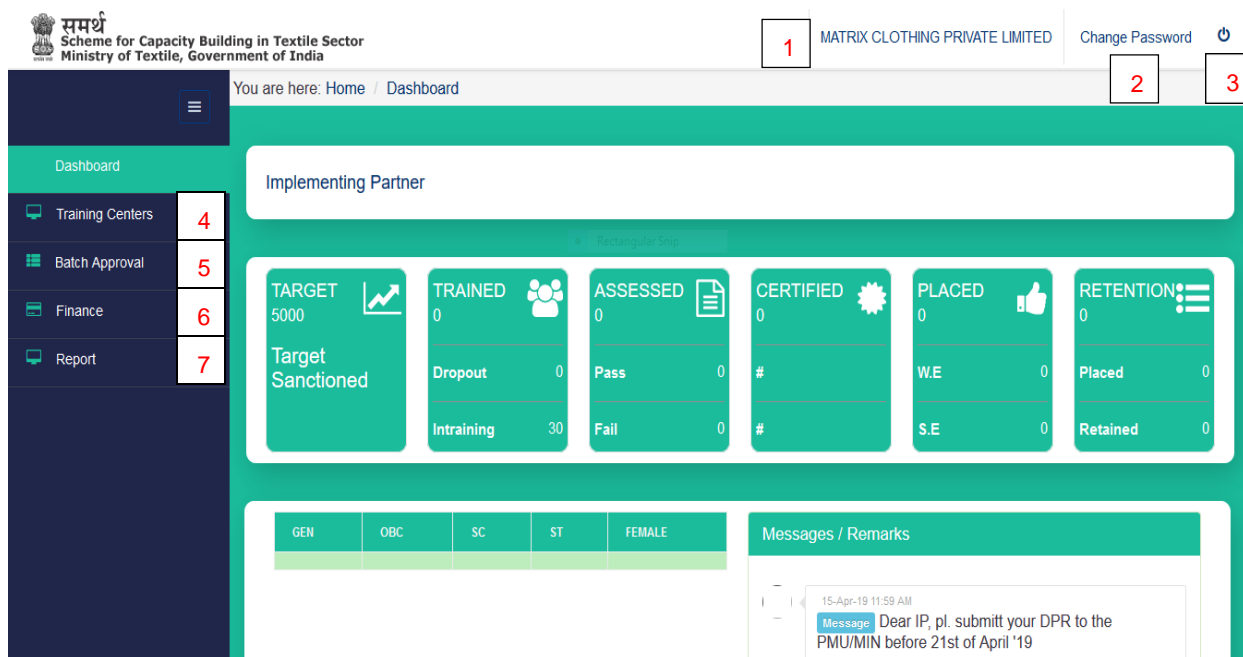 समर्थ
Scheme for Capacity Building in Textile Sector
Ministry of Textile, Government of India
1
MATRIX CLOTHING PRIVATE LIMITED
Change Password
2
3
You are here: Home / Dashboard
Dashboard
Training Centers
4
Batch Approval
5
Finance
6
Report
7
Implementing Partner
Rectangular Snip
TARGET
5000
Target
Sanctioned
TRAINED
0
Dropout 0
Intraining 30
ASSESSED
0
Pass 0
Fail 0
CERTIFIED
0
#
#
PLACED
0
W.E 0
S.E 0
RETENTION
0
Placed 0
Retained 0
GEN OBC SC ST FEMALE
Messages / Remarks
15-Apr-19 11:59 AM
Message Dear IP, pl. submitt your DPR to the
PMU/MIN before 21st of April '19